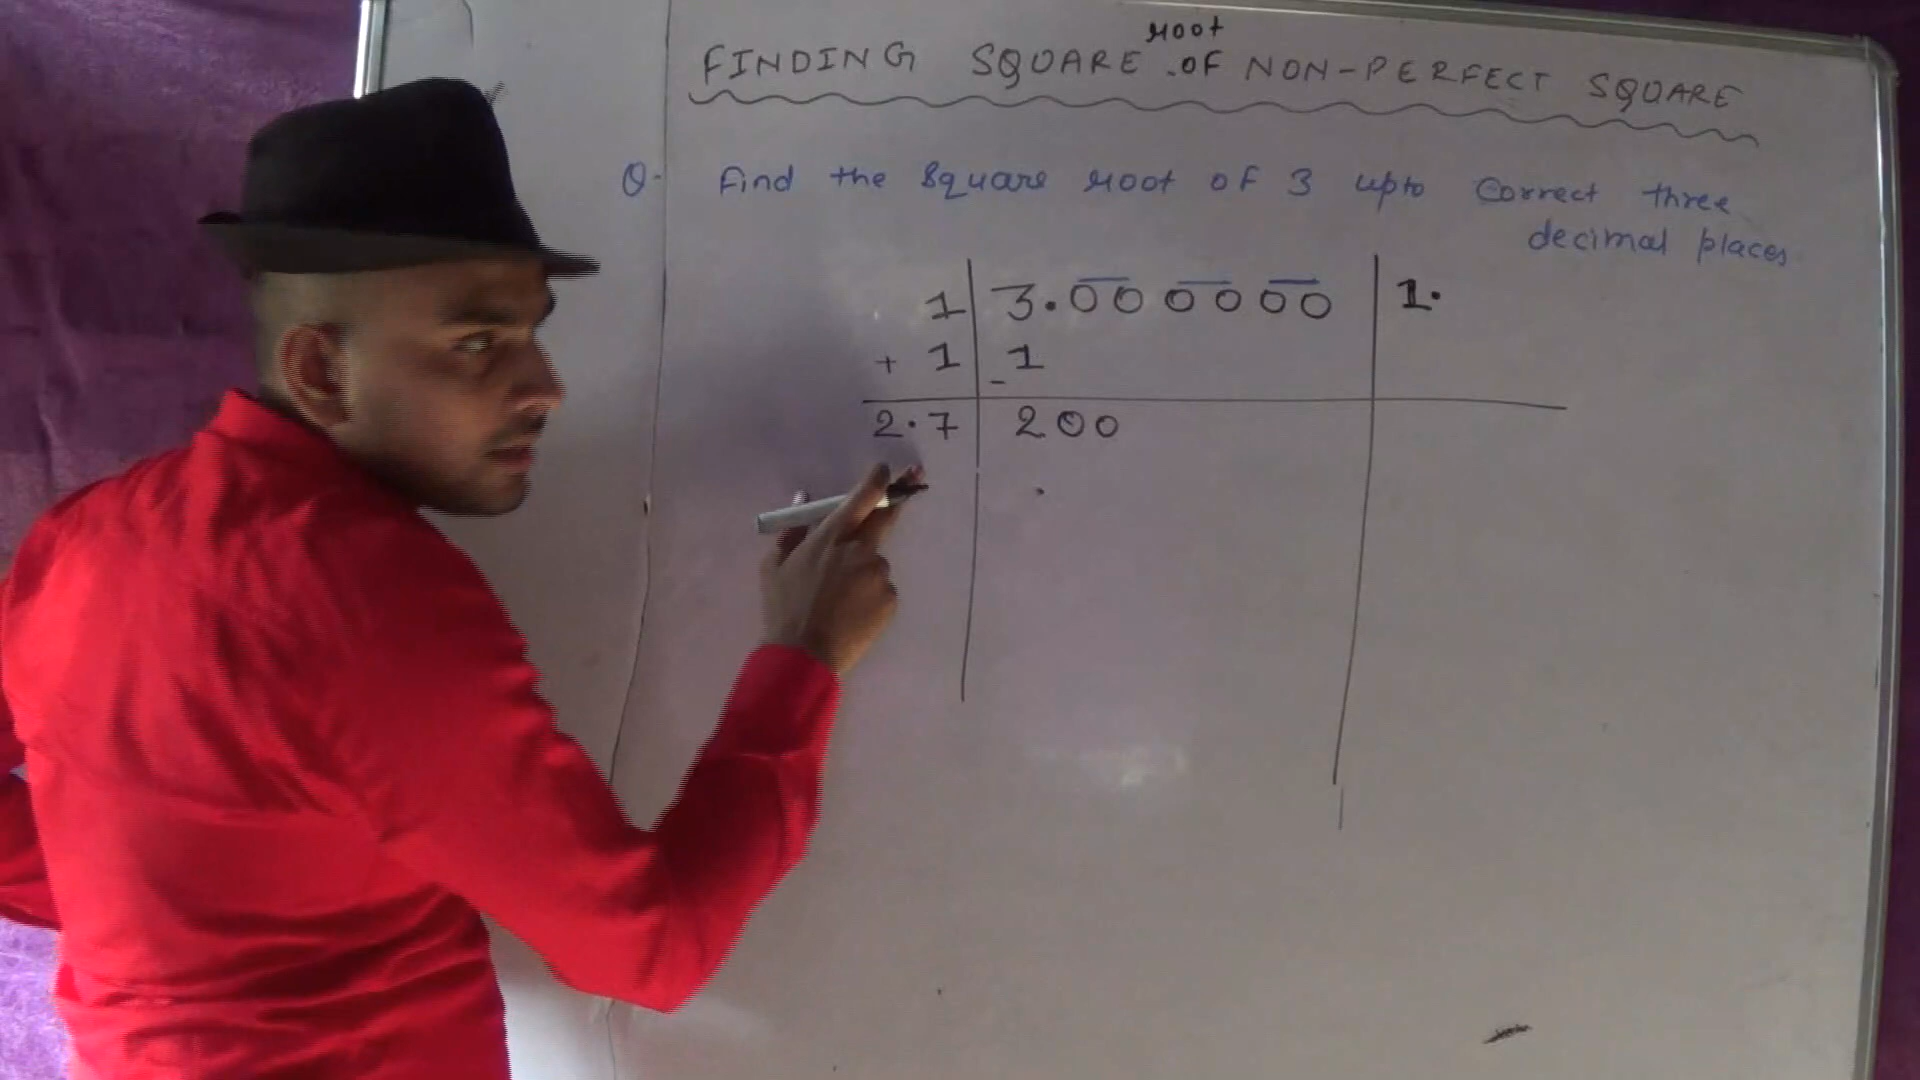 FINDING SQUARE root OF NON-PERFECT SQUARE
Q. Find the square root of 3 upto correct three
decimal places
1 3.000000 1.
+ 1 - 1
2.7 200